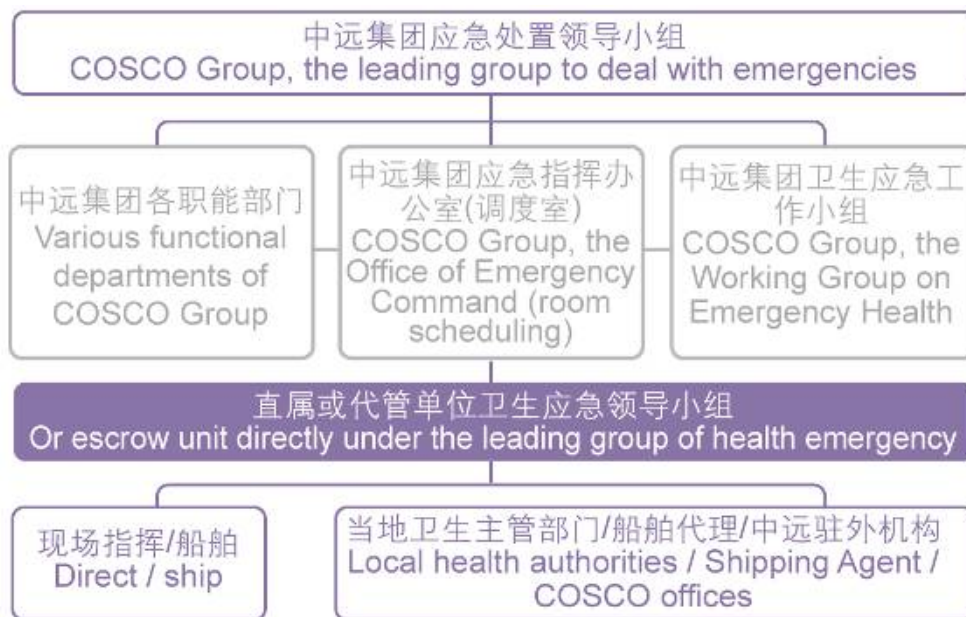 中远集团应急处置领导小组
COSCO Group, the leading group to deal with emergencies
中远集团各职能部门
Various functional
departments of
COSCO Group
中远集团应急指挥办
公室(调度室)
COSCO Group, the
Office of Emergency
Command (room
scheduling)
中远集团卫生应急工
作小组
COSCO Group, the
Working Group on
Emergency Health
直属或代管单位卫生应急领导小组
Or escrow unit directly under the leading group of health emergency
现场指挥/船舶
Direct / ship
当地卫生主管部门/船舶代理/中远驻外机构
Local health authorities / Shipping Agent /
COSCO offices